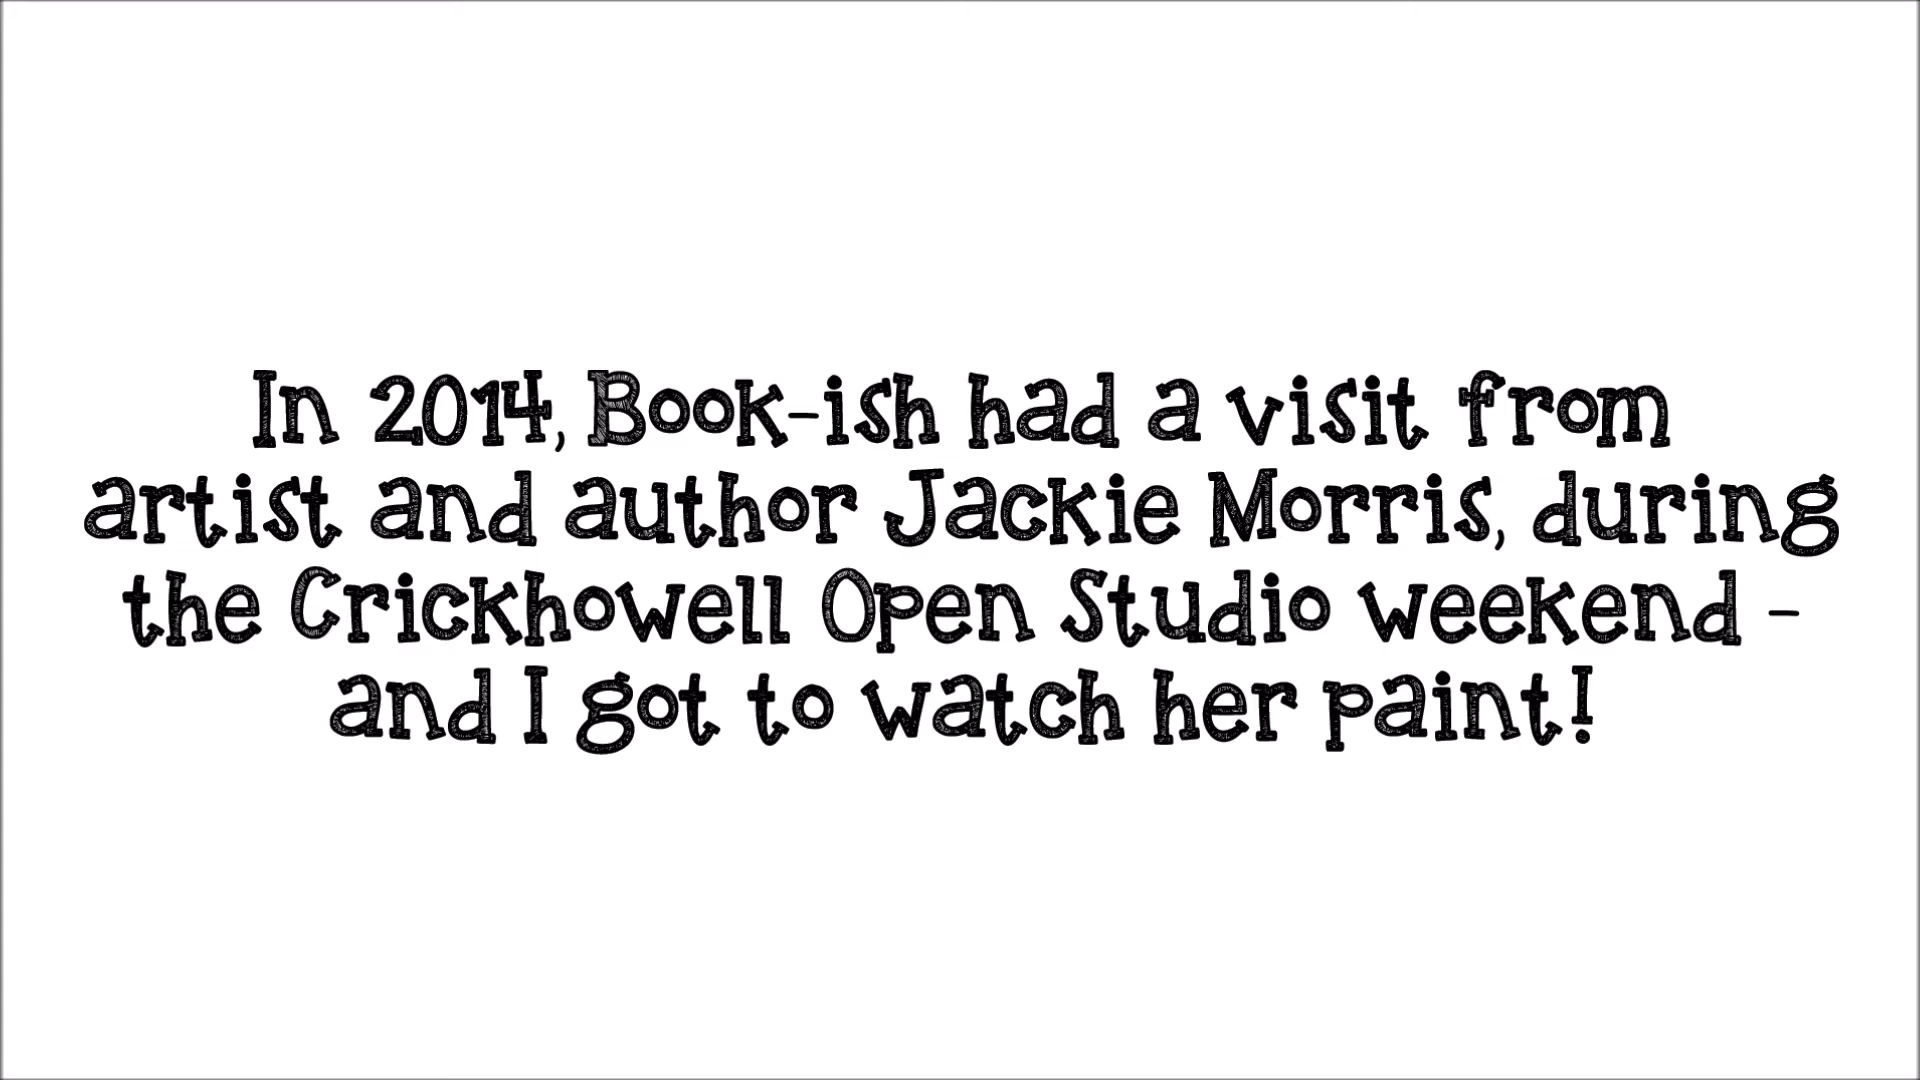 In 2014, Book-ish had a visit from
artist and author Jackie Morris, during
the Crickhowell Open Studio weekend -
and I got to watch her paint!